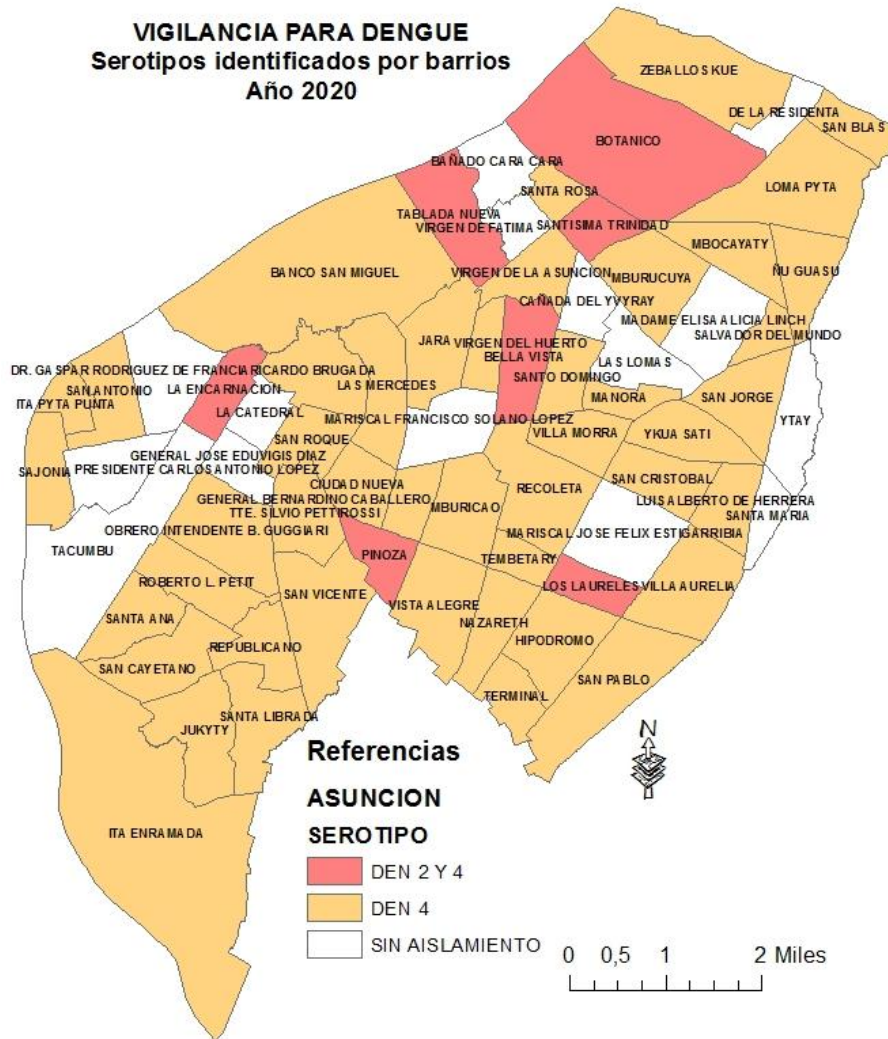 VIGILANCIA PARA DENGUE
Serotipos identificados por barrios
Año 2020
ZEBALLOS KUE
DE LA RESIDENTA
SAN BLAS
BOTANICO
BAÑADO CARA CARA
SANTA ROSA
LOMA PYTA
TABLADA NUEVA
VIRGEN DE FATIMA
SANTISIMA TRINIDAD
MBOCAYATY
ÑU GUASU
BANCO SAN MIGUEL
VIRGEN DE LA ASUNCION
MBURUCUYA
CAÑADA DEL YVYRAY
MADAME ELISA ALICIA LINCH
SALVADOR DEL MUNDO
JARA
VIRGEN DEL HUERTO
BELLA VISTA
LAS LOMAS
DR. GASPAR RODRIGUEZ DE FRANCIA
RICARDO BRUGADA
SANTO DOMINGO
SAN ANTONIO
LA ENCARNACION
LAS MERCEDES
MANORA
SAN JORGE
ITA PYTA PUNTA
LA CATEDRAL
MARISCAL FRANCISCO SOLANO LOPEZ
YTAY
SAN ROQUE
VILLA MORRA
YKUA SATI
GENERAL JOSE EDUVIGIS DIAZ
SAJONIA
PRESIDENTE CARLOS ANTONIO LOPEZ
CIUDAD NUEVA
RECOLETA
SAN CRISTOBAL
GENERAL BERNARDINO CABALLERO
LUIS ALBERTO DE HERRERA
TTE. SILVIO PETTIROSSI
MBURICAO
SANTA MARIA
OBRERO INTENDENTE B. GUGGIARI
MARISCAL JOSE FELIX ESTIGARRIBIA
TACUMBU
PINOZA
TEMBETARY
ROBERTO L. PETIT
SAN VICENTE
LOS LAURELES
VILLA AURELIA
VISTA ALEGRE
SANTA ANA
NAZARETH
REPUBLICANO
HIPODROMO
SAN CAYETANO
SAN PABLO
TERMINAL
SANTA LIBRADA
JUKYTY
N
ITA ENRAMADA
Referencias
ASUNCION
SEROTIPO
DEN 2 Y 4
DEN 4
SIN AISLAMIENTO
0 0,5 1 2 Miles